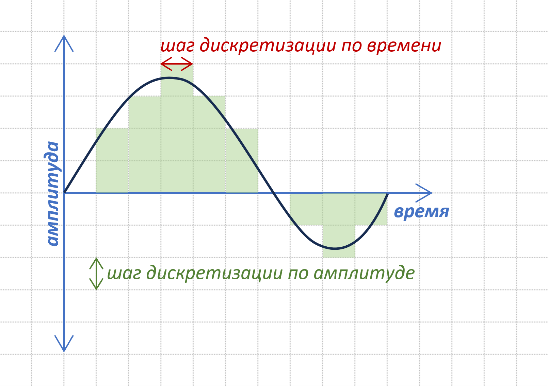 шаг дискретизации по времени
амплитуда
время
шаг дискретизации по амплитуде